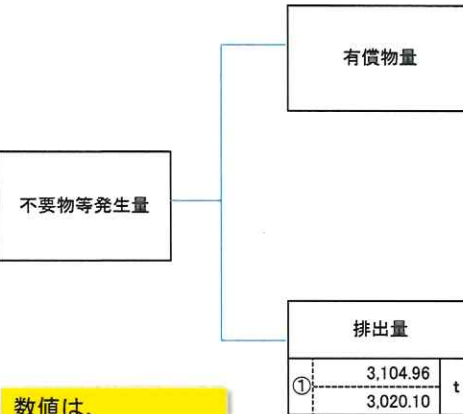 有償物量
不要物等発生量
排出量
① 3,104.96 t
3,020.10
数値は、